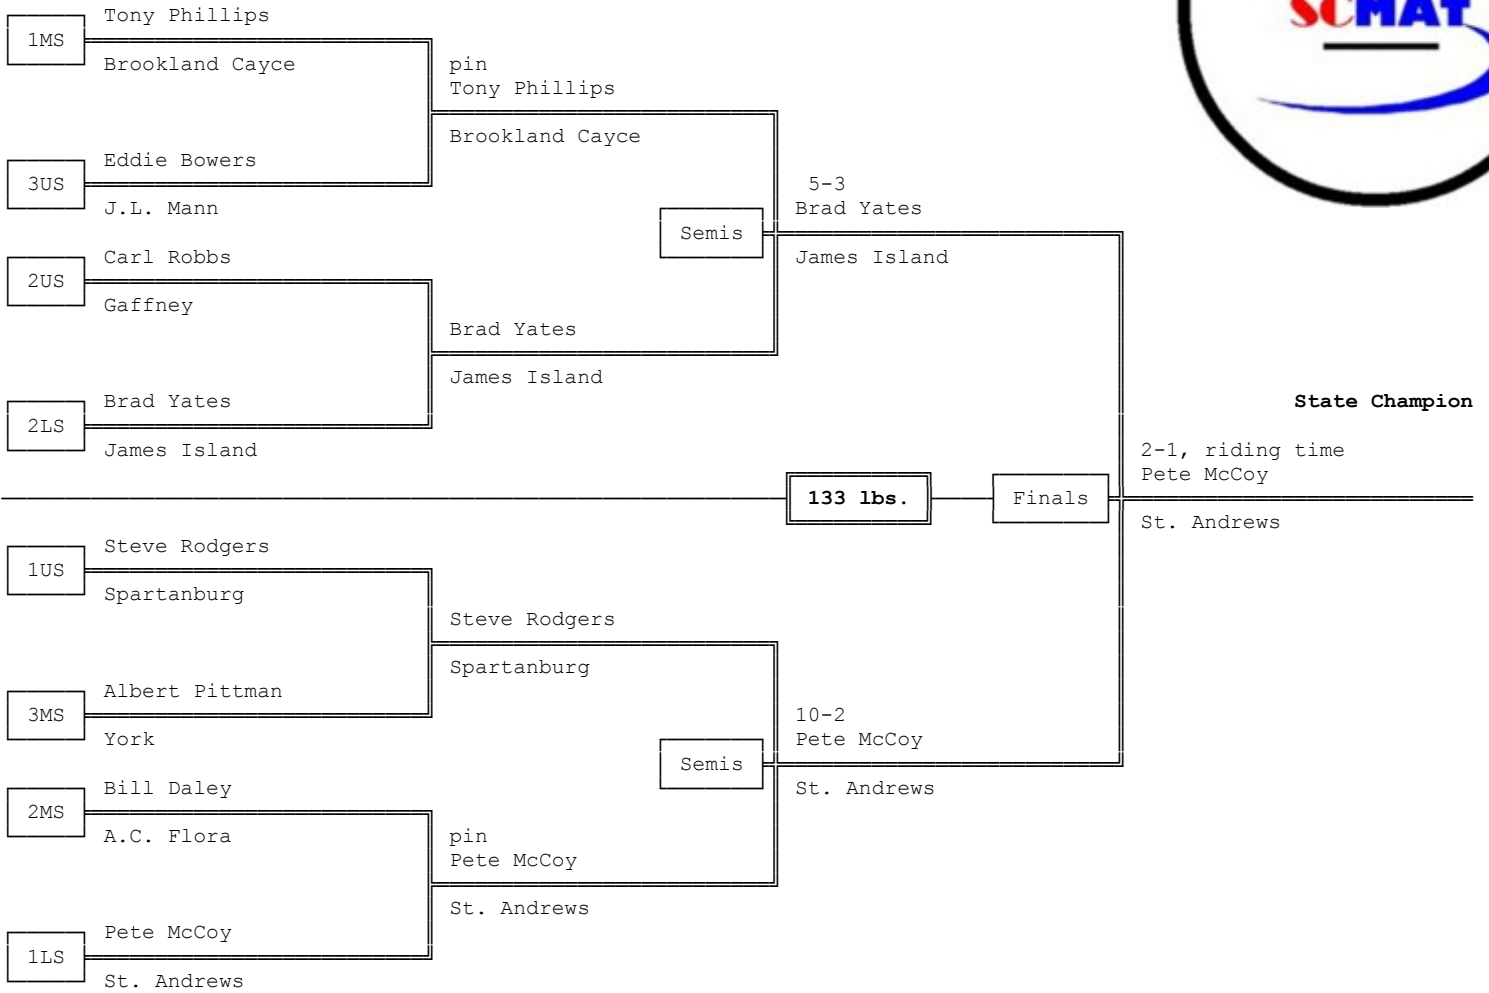 SCMAT
Tony Phillips
1MS
Brookland Cayce
pin
Tony Phillips
Brookland Cayce
Eddie Bowers
3US
J.L. Mann
5-3
Brad Yates
Semis
James Island
Carl Robbs
2US
Gaffney
Brad Yates
James Island
Brad Yates
2LS
James Island
State Champion
2-1, riding time
Pete McCoy
133 lbs.
Finals
St. Andrews
Steve Rodgers
1US
Spartanburg
Steve Rodgers
Spartanburg
Albert Pittman
3MS
York
10-2
Pete McCoy
Semis
St. Andrews
Bill Daley
2MS
A.C. Flora
pin
Pete McCoy
St. Andrews
Pete McCoy
1LS
St. Andrews